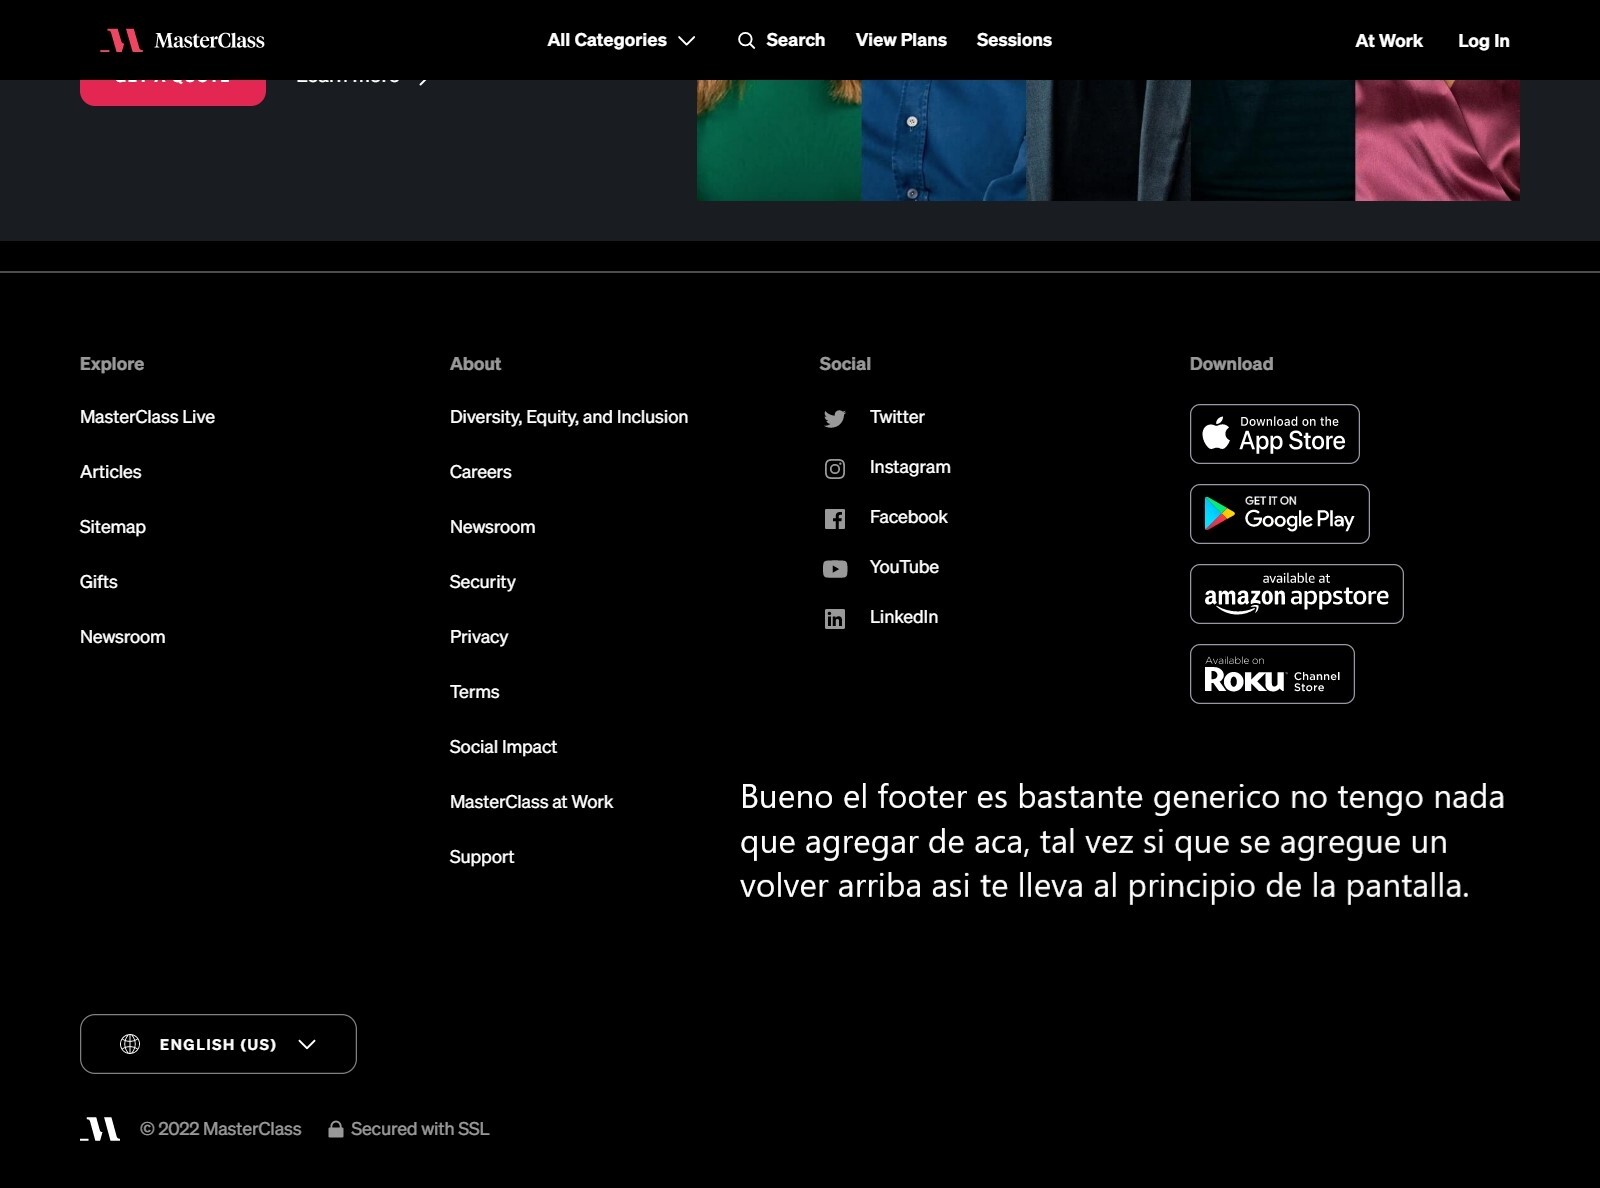 MasterClass
All Categories
Search
View Plans
Sessions
At Work
Log In
Learn More
Explore
MasterClass Live
Articles
Sitemap
Gifts
Newsroom
About
Diversity, Equity, and Inclusion
Careers
Newsroom
Security
Privacy
Terms
Social Impact
MasterClass at Work
Support
Social
Twitter
Instagram
Facebook
YouTube
LinkedIn
Download
Download on the
App Store
GET IT ON
Google Play
available at
amazon appstore
Available on
ROKU Channel
Store
Bueno el footer es bastante generico no tengo nada
que agregar de aca, tal vez si que se agregue un
volver arriba asi te lleva al principio de la pantalla.
ENGLISH (US)
© 2022 MasterClass
Secured with SSL